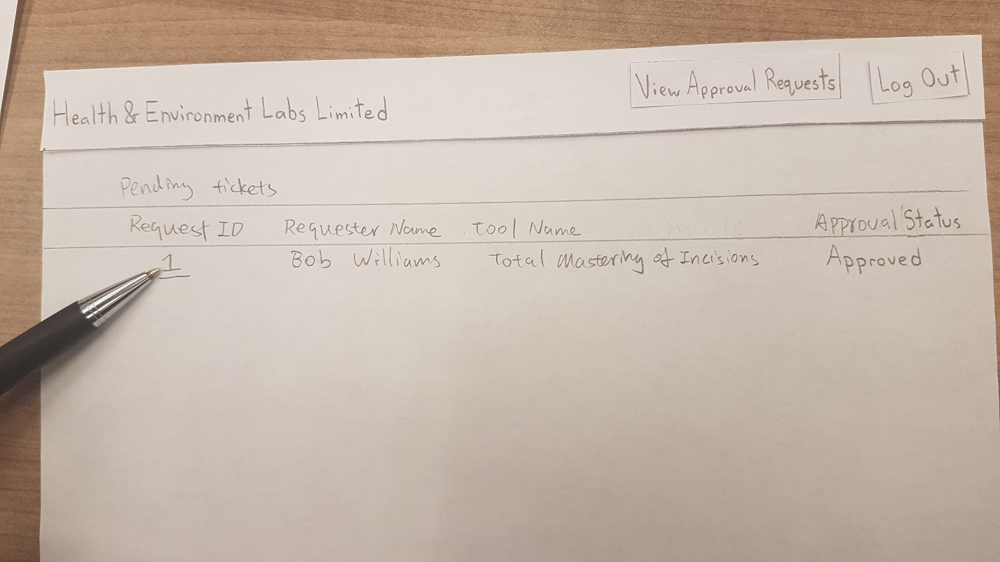 View Approval Requests
Log Out
Health & Environment Labs Limited
Pending tickets
Request ID Requester Name Tool Name Approval Status
1 Bob Williams Total Mastering of Incisions Approved